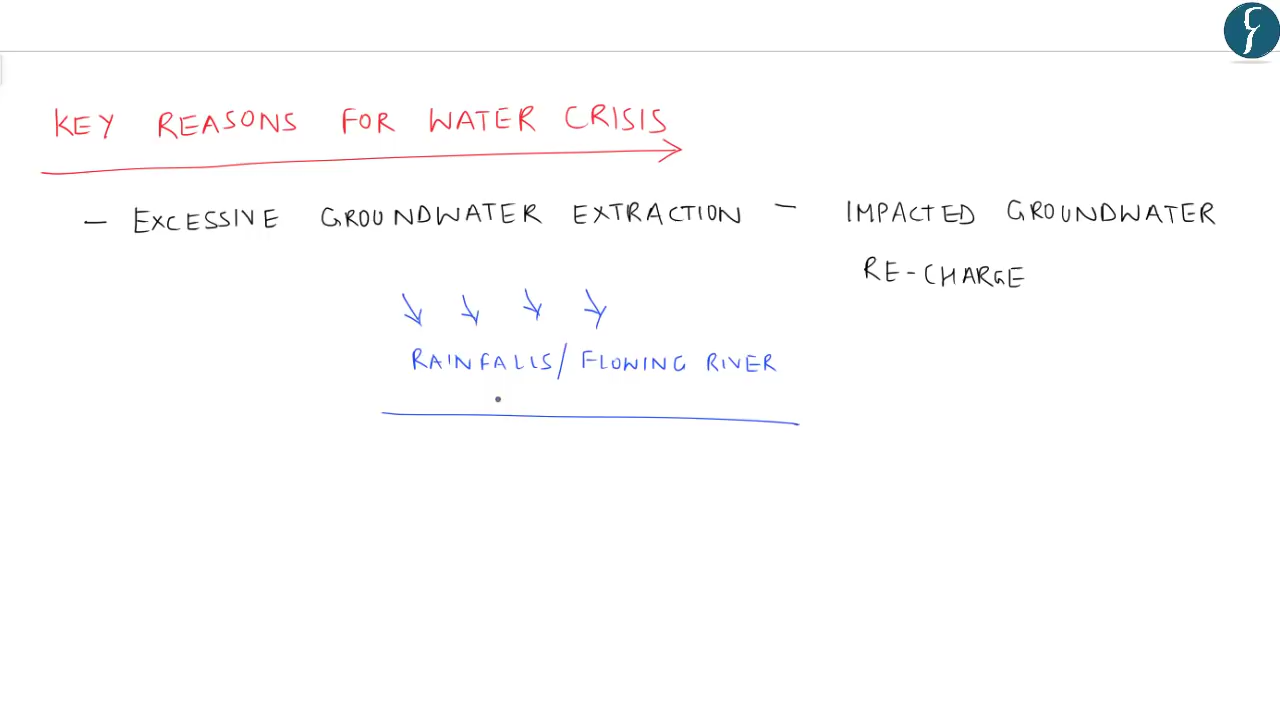 KEY REASONS FOR WATER CRISIS
- EXCESSIVE GROUNDWATER EXTRACTION
- IMPACTED GROUNDWATER
RE-CHARGE
RAINFALLS/ FLOWING RIVER